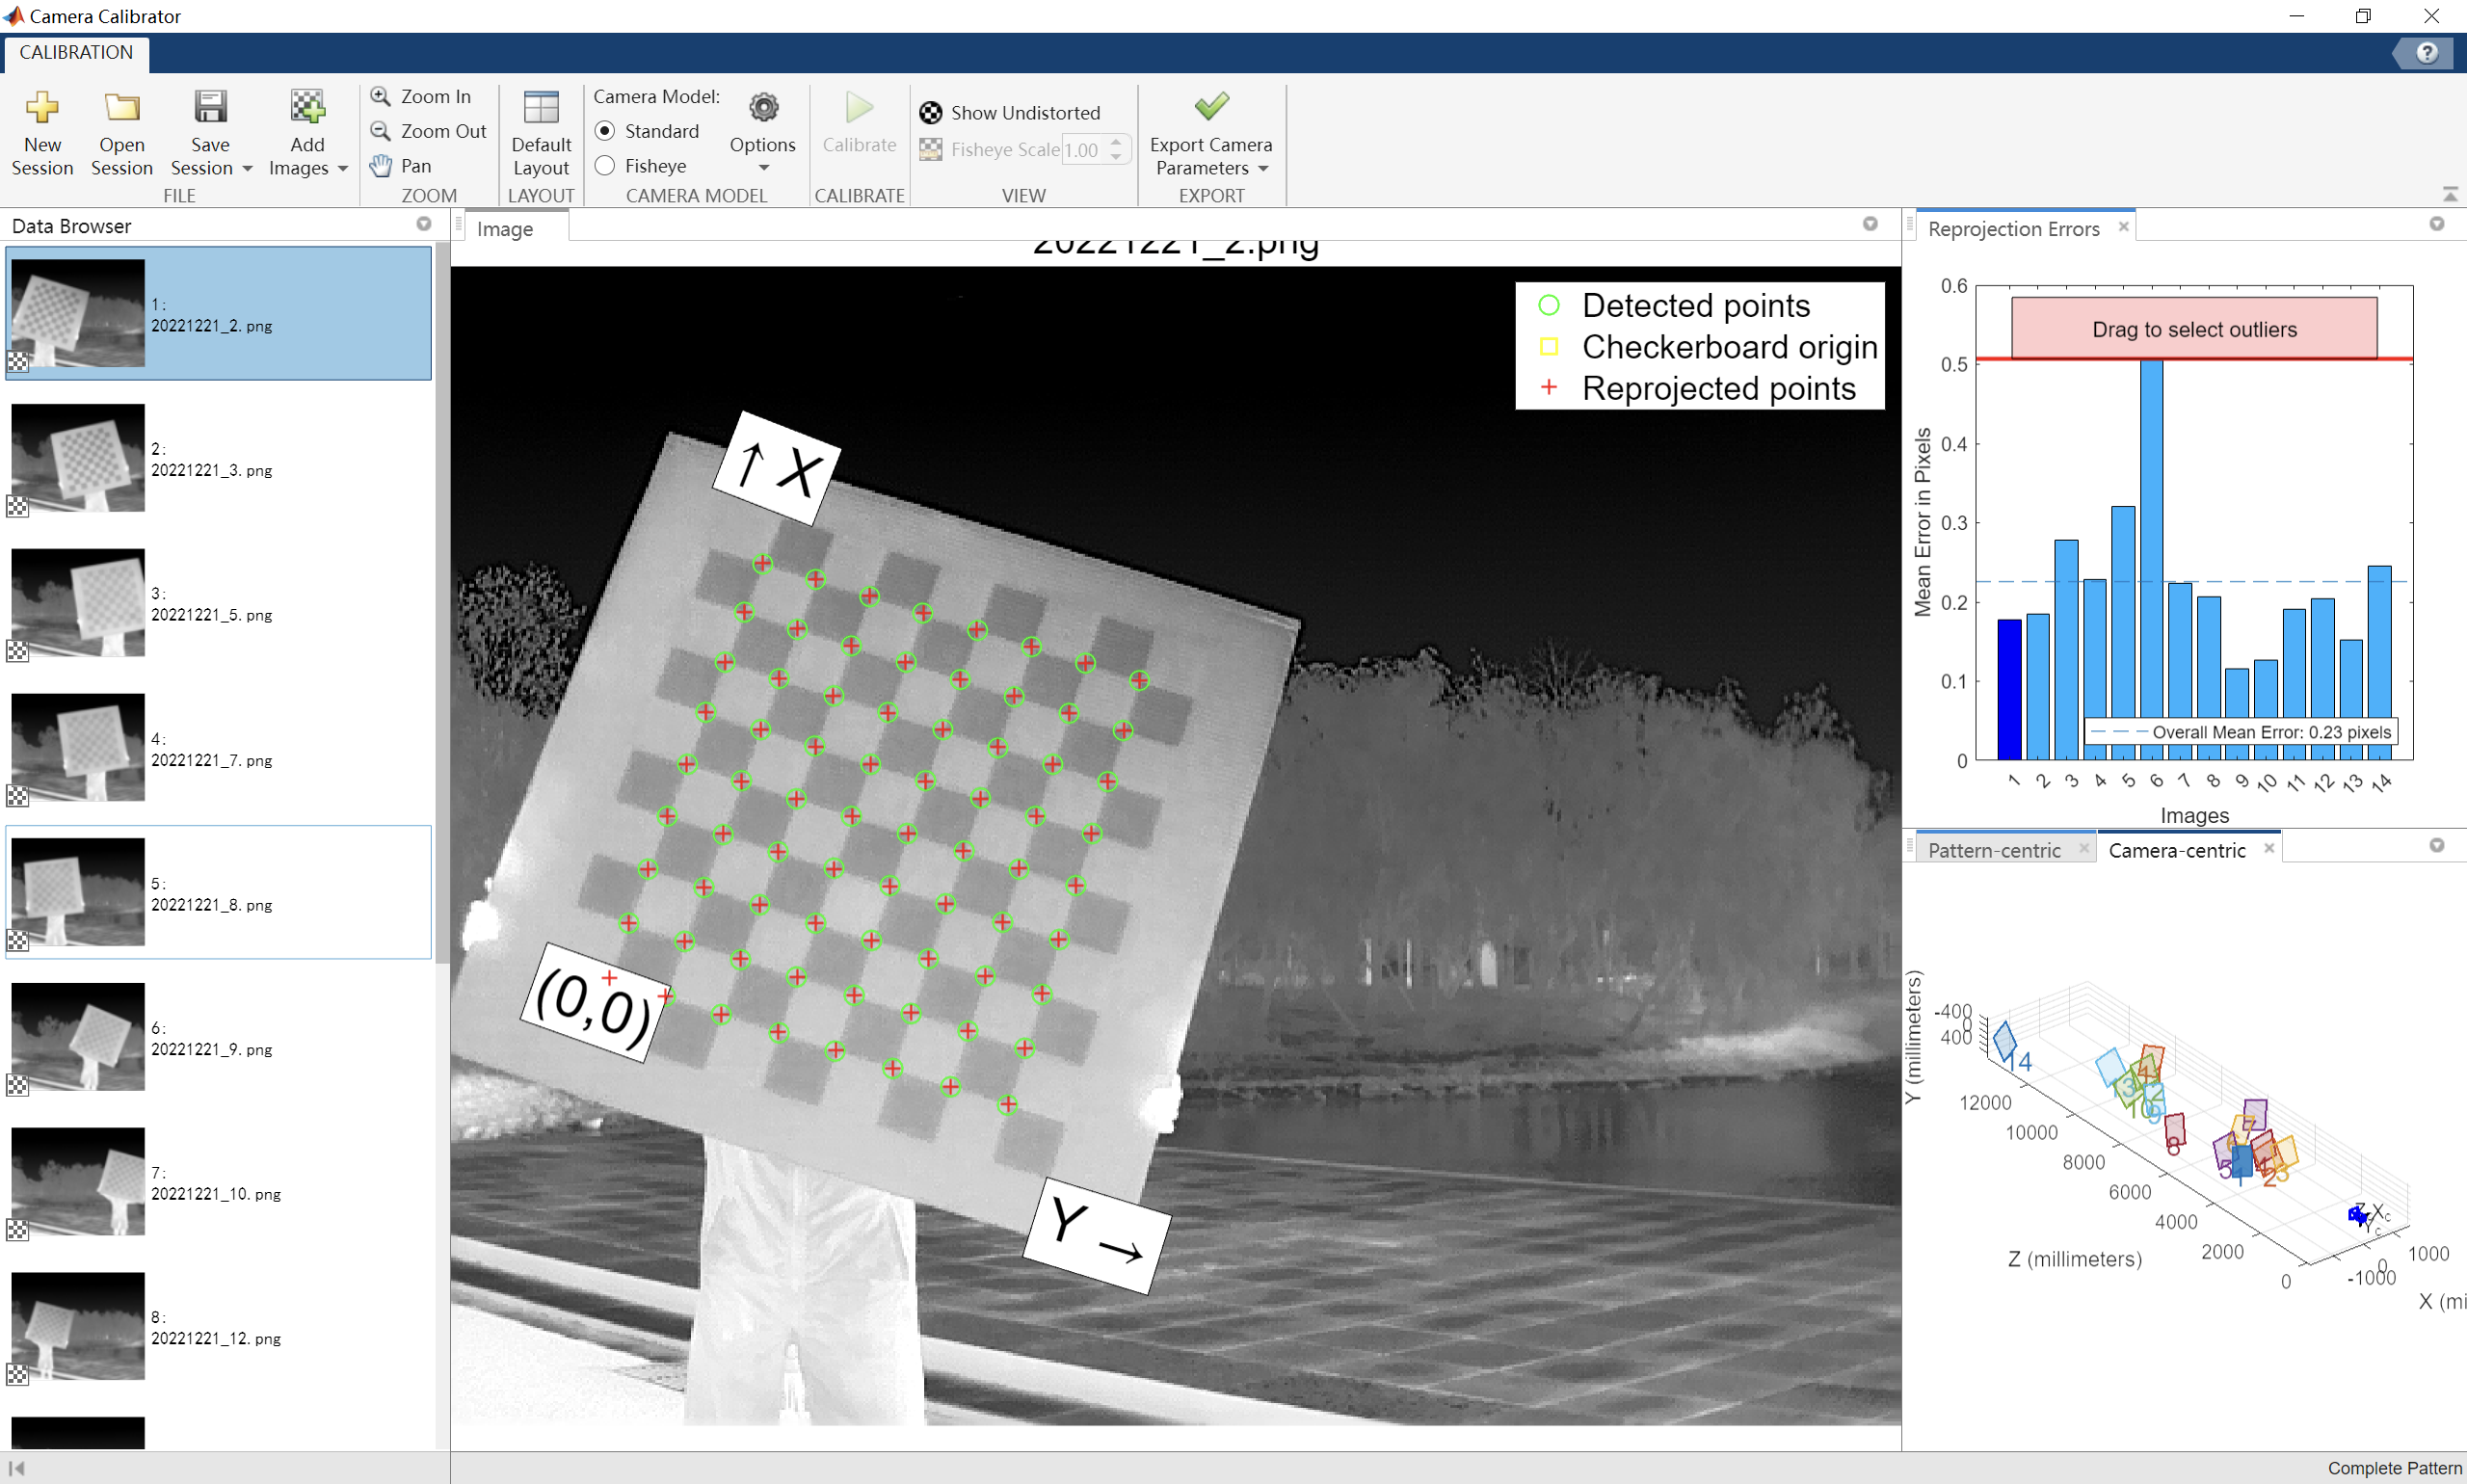 Camera Calibrator
CALIBRATION
New Session
Open Session
Save Session
Add Images
FILE
Zoom In
Zoom Out
Pan
ZOOM
Default Layout
LAYOUT
Camera Model:
Standard
Fisheye
Options
CAMERA MODEL
Calibrate
CALIBRATE
Show Undistorted
Fisheye Scale 1.00
VIEW
Export Camera Parameters
EXPORT
Data Browser
1:
20221221_2.png
2:
20221221_3.png
3:
20221221_5.png
4:
20221221_7.png
5:
20221221_8.png
6:
20221221_9.png
7:
20221221_10.png
8:
20221221_12.png
Image
20221221_2.png
Detected points
Checkerboard origin
Reprojected points
↑ X
(0,0)
Y →
Reprojection Errors
Drag to select outliers
Mean Error in Pixels
0.6
0.5
0.4
0.3
0.2
0.1
0
Overall Mean Error: 0.23 pixels
1 2 3 4 5 6 7 8 9 10 11 12 13 14
Images
Pattern-centric
Camera-centric
Y (millimeters)
-400
0
400
14
13
10
9
8
7
5
1
2
3
12000
10000
8000
6000
4000
2000
0
Z (millimeters)
Xc
Yc
-1000
0
1000
X (mi
Complete Pattern